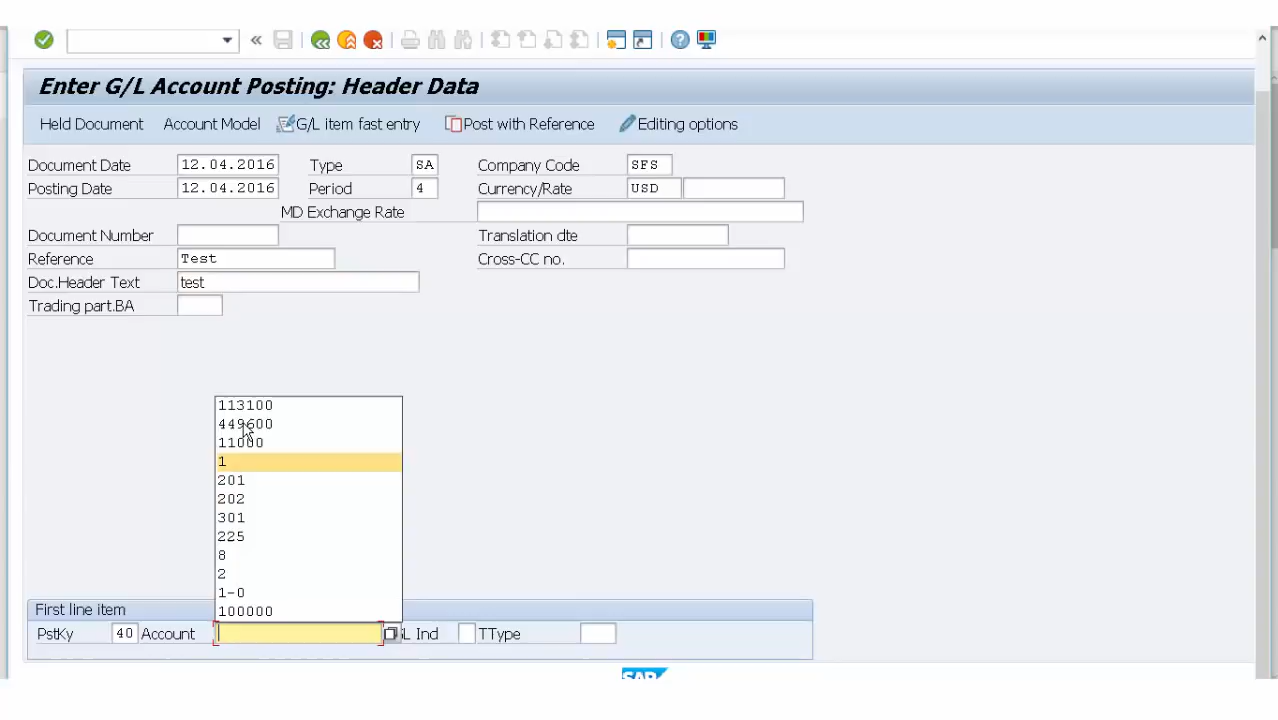 Enter G/L Account Posting: Header Data
Held Document Account Model G/L item fast entry Post with Reference Editing options
Document Date 12.04.2016 Type SA Company Code SFS
Posting Date 12.04.2016 Period 4 Currency/Rate USD
MD Exchange Rate
Document Number Translation dte
Reference Test Cross-CC no.
Doc.Header Text test
Trading part.BA
113100
449600
11000
1
201
202
301
225
8
2
1-0
100000
First line item
PstKy 40 Account L Ind TType
SAP